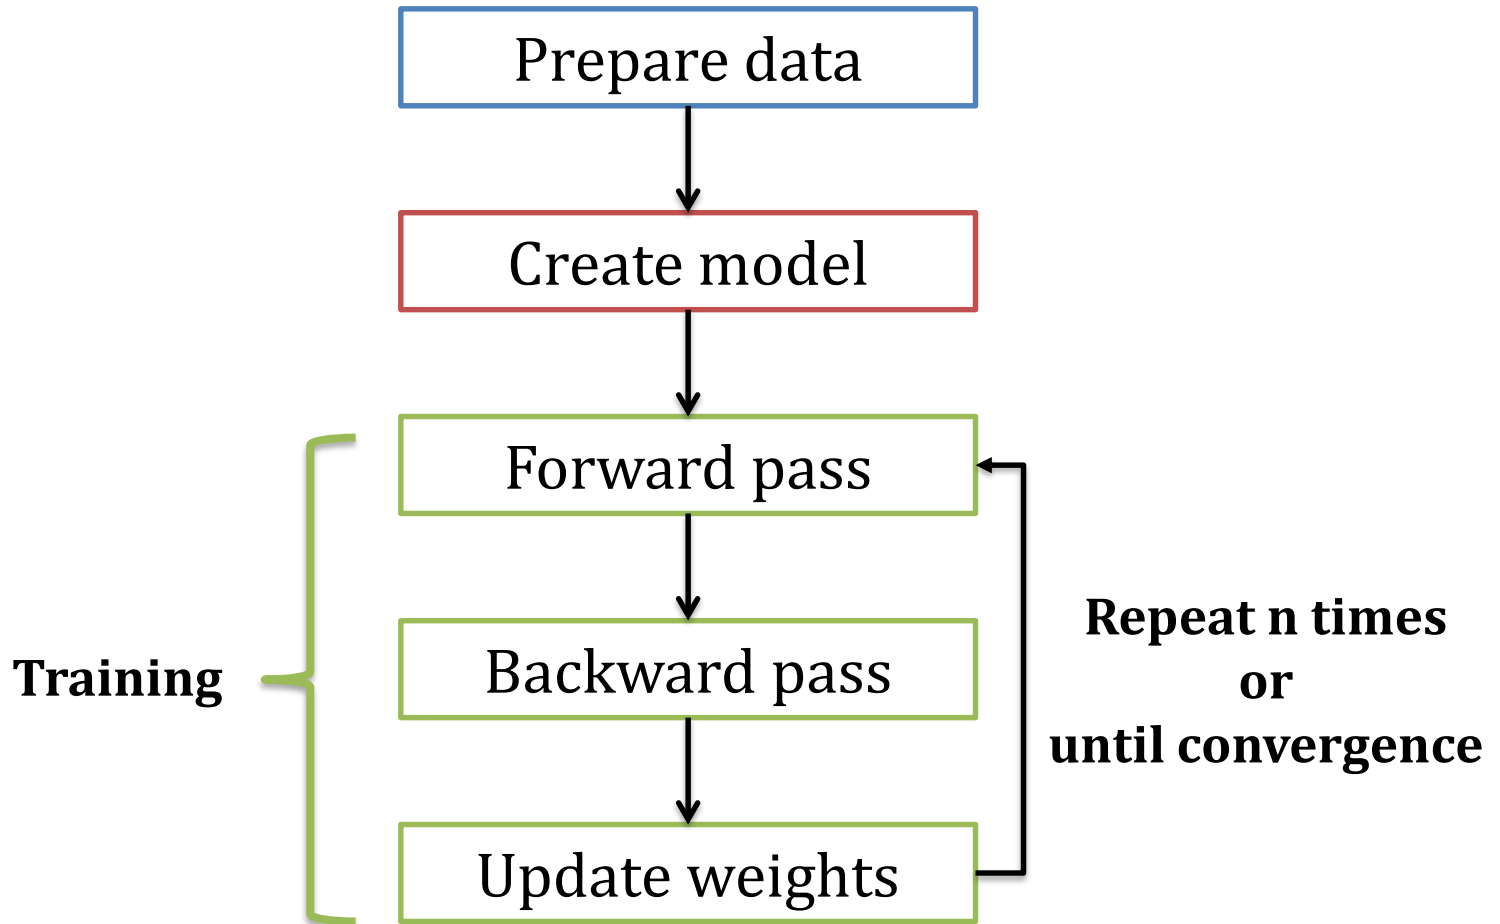 Prepare data
Create model
Forward pass
Backward pass
Update weights
Training
Repeat n times
or
until convergence